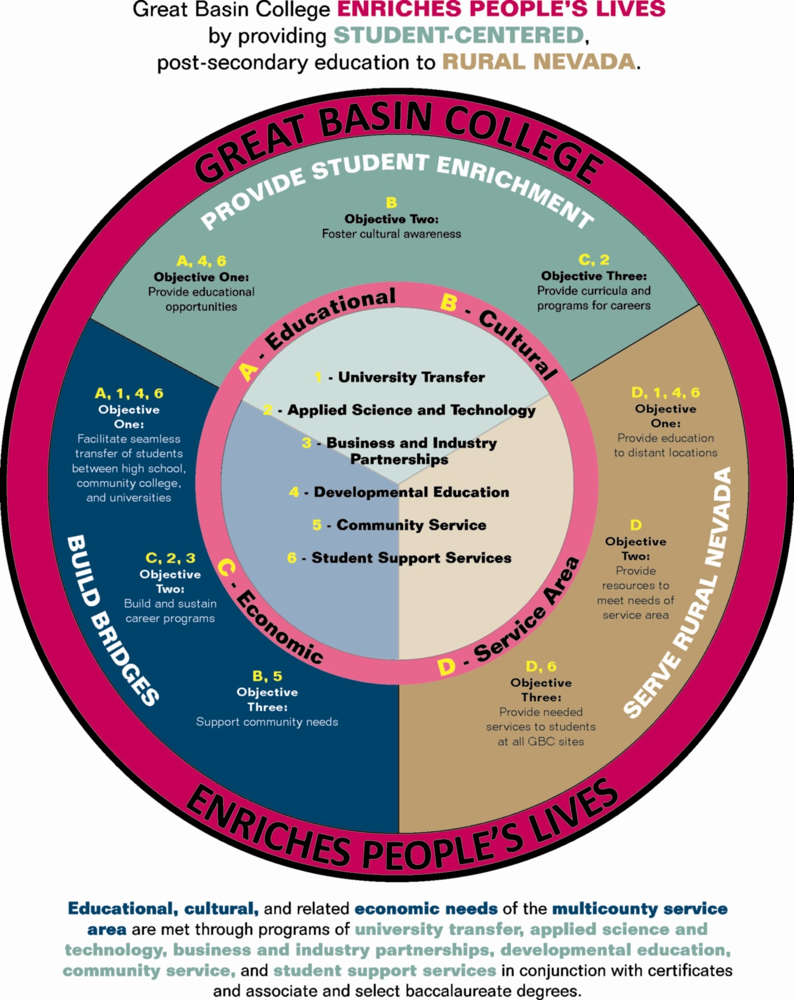 Great Basin College ENRICHES PEOPLE'S LIVES
by providing STUDENT-CENTERED,
post-secondary education to RURAL NEVADA.
GREAT BASIN COLLEGE
PROVIDE STUDENT ENRICHMENT
B
Objective Two:
Foster cultural awareness
A, 4, 6
Objective One:
Provide educational
opportunities
C, 2
Objective Three:
Provide curricula and
programs for careers
A - Educational
B - Cultural
1 - University Transfer
2 - Applied Science and Technology
3 - Business and Industry
Partnerships
4 - Developmental Education
5 - Community Service
6 - Student Support Services
C - Economic
D - Service Area
A, 1, 4, 6
Objective
One:
Facilitate seamless
transfer of students
between high school,
community college,
and universities
C, 2, 3
Objective
Two:
Build and sustain
career programs
B, 5
Objective
Three:
Support community needs
BUILD BRIDGES
D, 1, 4, 6
Objective
One:
Provide education
to distant locations
D
Objective
Two:
Provide
resources to
meet needs of
service area
D, 6
Objective
Three:
Provide needed
services to students
at all GBC sites
SERVE RURAL NEVADA
ENRICHES PEOPLE'S LIVES
Educational, cultural, and related economic needs of the multicounty service
area are met through programs of university transfer, applied science and
technology, business and industry partnerships, developmental education,
community service, and student support services in conjunction with certificates
and associate and select baccalaureate degrees.